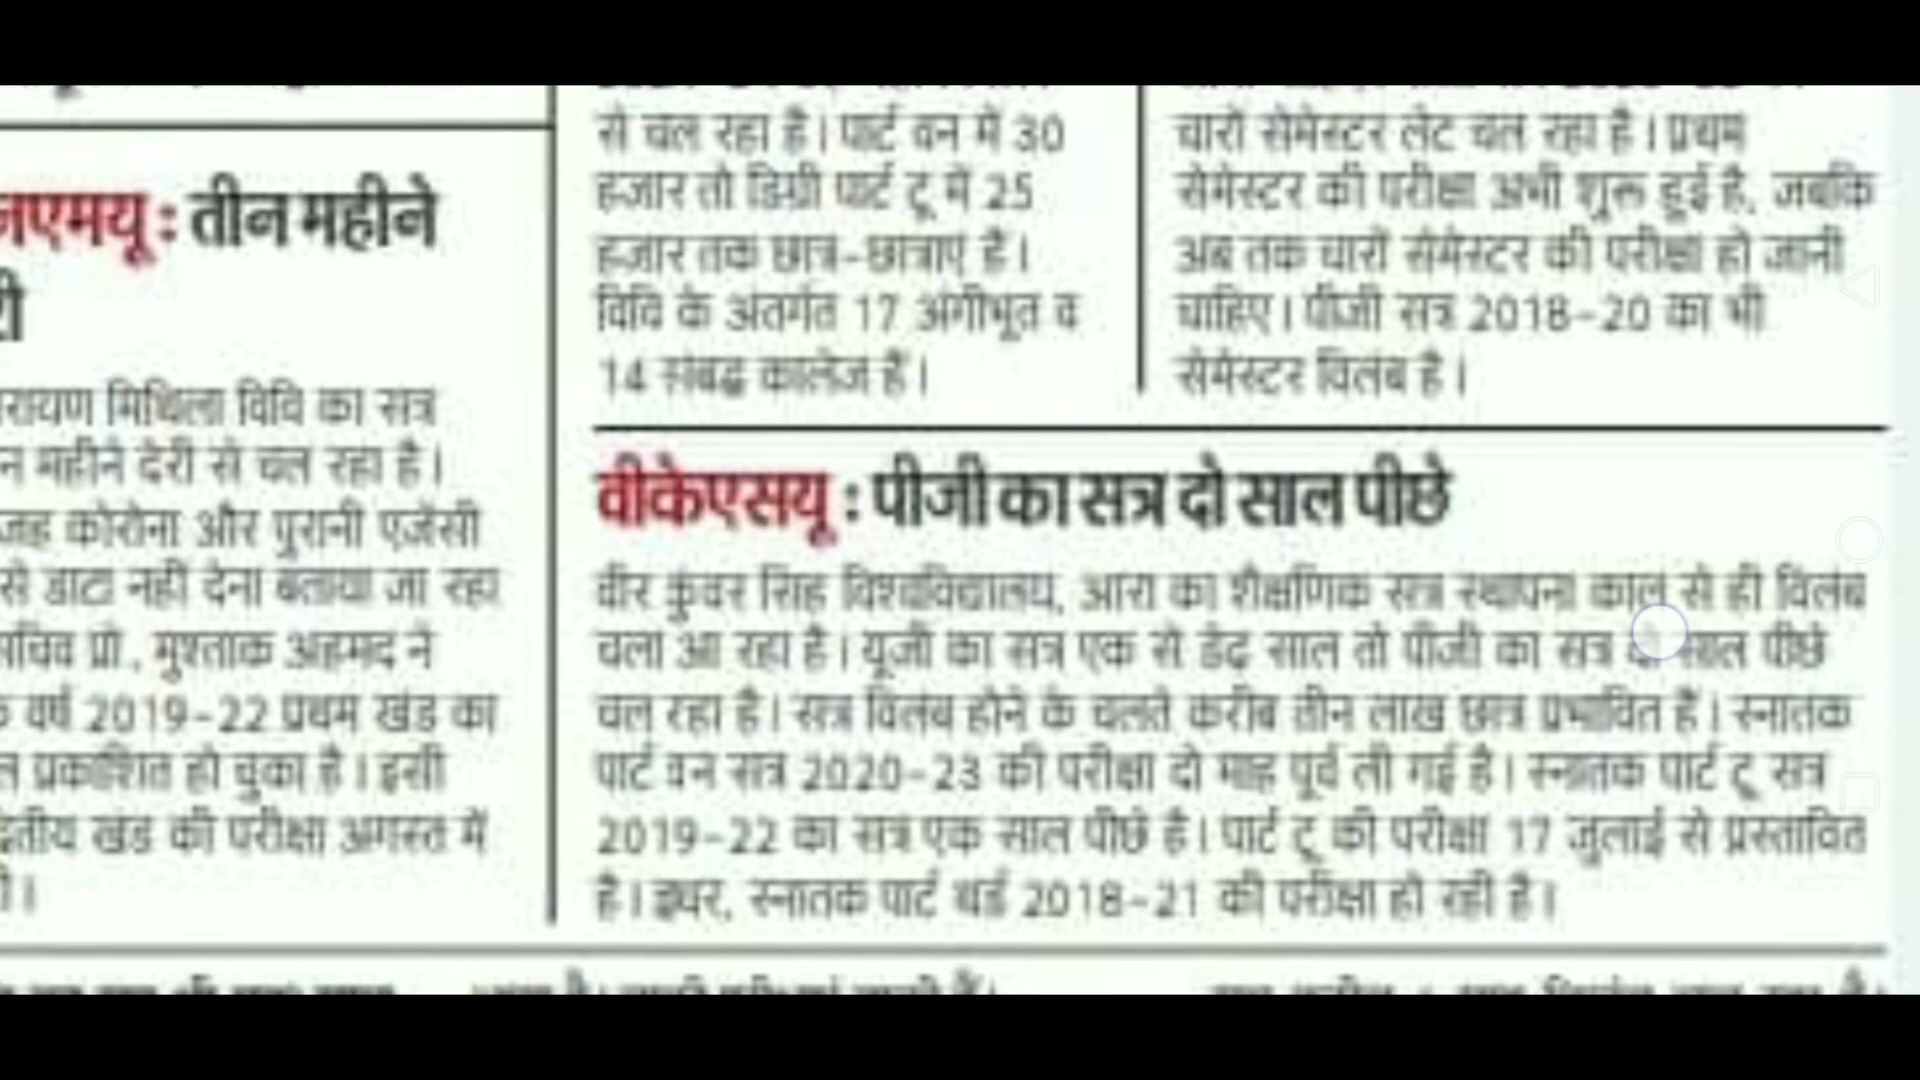 नएमयू : तीन महीने
री
रायण मिथिला विवि का सत्र
न महीने देरी से चल रहा है।
जह कोरोना और पुरानी एजेंसी
से डाटा नहीं देना बताया जा रहा
चिव प्रो., मुश्ताक अहमद ने
वर्ष 2019-22 प्रथम खंड का
प्रकाशित हो चुका है। इसी
द्वितीय खंड की परीक्षा अगस्त में
से चल रहा है। पार्ट वन में 30
हजार तो डिग्री पार्ट टू में 25
हजार तक छात्र-छात्राएं हैं।
विवि के अंतर्गत 17 अंगीभूत व
14 संबद्ध कालेज हैं।
चारों सेमेस्टर लेट चल रहा है। प्रथम
सेमेस्टर की परीक्षा अभी शुरू हुई है, जबकि
अब तक चारों सेमेस्टर की परीक्षा हो जानी
चाहिए। पीजी सत्र 2018-20 का भी
सेमेस्टर विलंब है।
वीकेएसयू : पीजी का सत्र दो साल पीछे
वीर कुंवर सिंह विश्वविद्यालय, आरा का शैक्षणिक सत्र स्थापना काल से ही विलंब
चला आ रहा है। यूजी का सत्र एक से डेढ़ साल तो पीजी का सत्र दो साल पीछे
चल रहा है। सत्र विलंब होने के चलते करीब तीन लाख छात्र प्रभावित हैं। स्नातक
पार्ट वन सत्र 2020-23 की परीक्षा दो माह पूर्व ली गई है। स्नातक पार्ट टू सत्र
2019-22 का सत्र एक साल पीछे है। पार्ट टू की परीक्षा 17 जुलाई से प्रस्तावित
है। इधर, स्नातक पार्ट थर्ड 2018-21 की परीक्षा हो रही है।